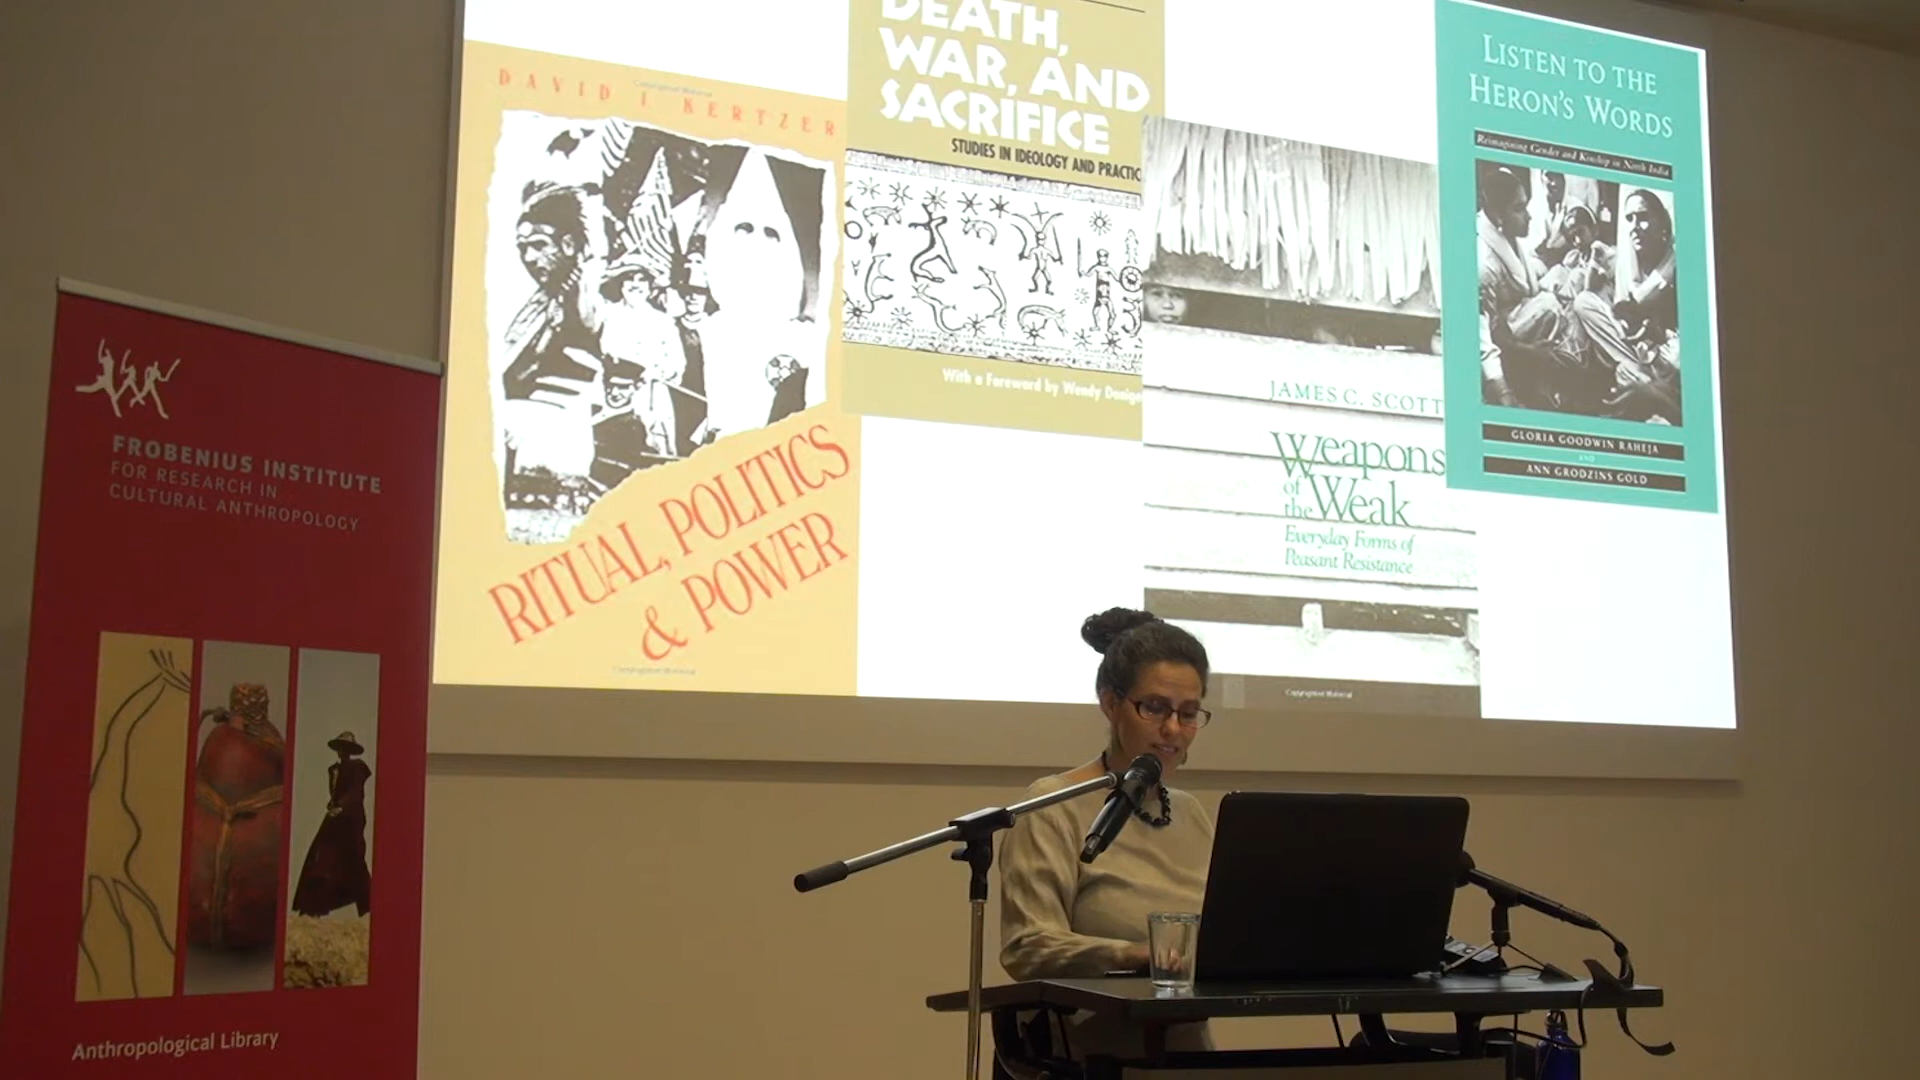 DAVID I KERTZER
RITUAL, POLITICS
& POWER
DEATH,
WAR, AND
SACRIFICE
STUDIES IN IDEOLOGY AND PRACTIC
With a Foreword by Wendy Donige
JAMES C. SCOTT
Weapons
of
the Weak
Everyday Forms of
Peasant Resistance
Copyrighted Material
LISTEN TO THE
HERON'S WORDS
Reimagining Gender and Kinship in North India
GLORIA GOODWIN RAHEJA
AND
ANN GRODZINS GOLD
FROBENIUS INSTITUTE
FOR RESEARCH IN
CULTURAL ANTHROPOLOGY
Anthropological Library